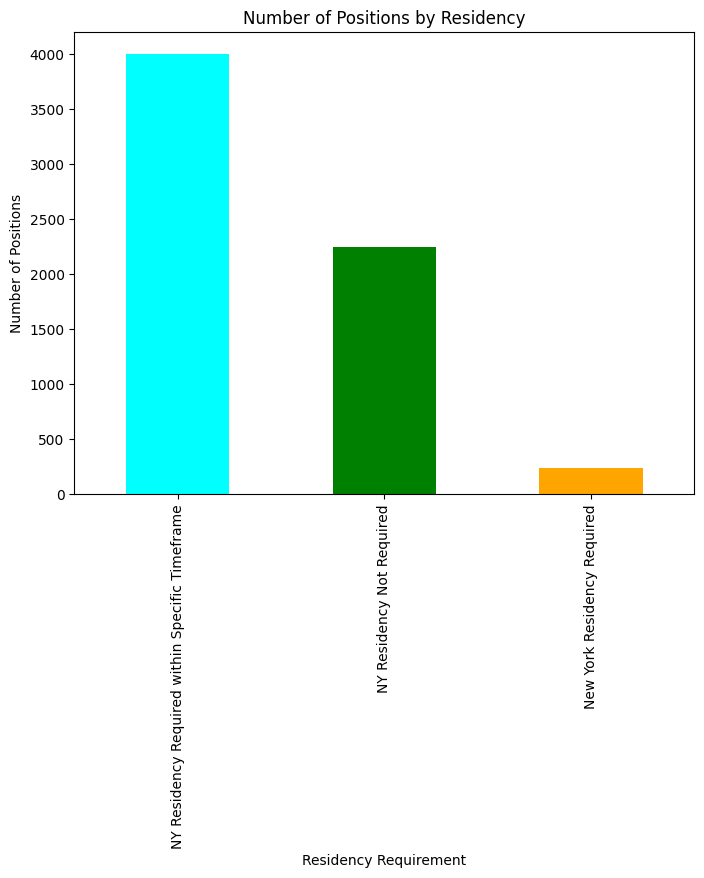 Number of Positions by Residency
Number of Positions
4000
3500
3000
2500
2000
1500
1000
500
0
NY Residency Required within Specific Timeframe
NY Residency Not Required
New York Residency Required
Residency Requirement